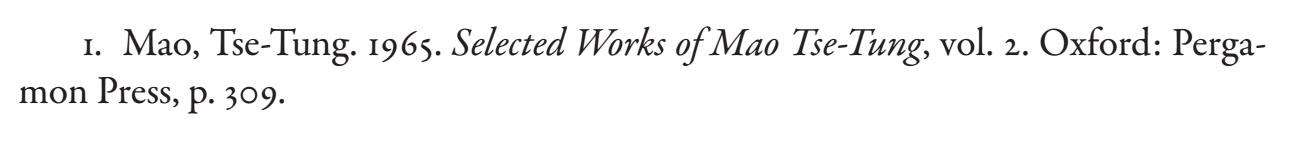 1. Mao, Tse-Tung. 1965. Selected Works of Mao Tse-Tung, vol. 2. Oxford: Perga-
mon Press, p. 309.